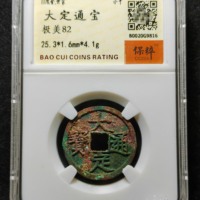 大定通宝
极美82
25.3*1.6mm*4.1g
BAO CUI COINS RATING
保粹
大定通寳